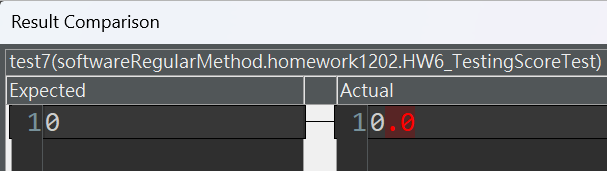 Result Comparison
test7(softwareRegularMethod.homework1202.HW6_TestingScoreTest)
Expected Actual
1 0 1 0.0